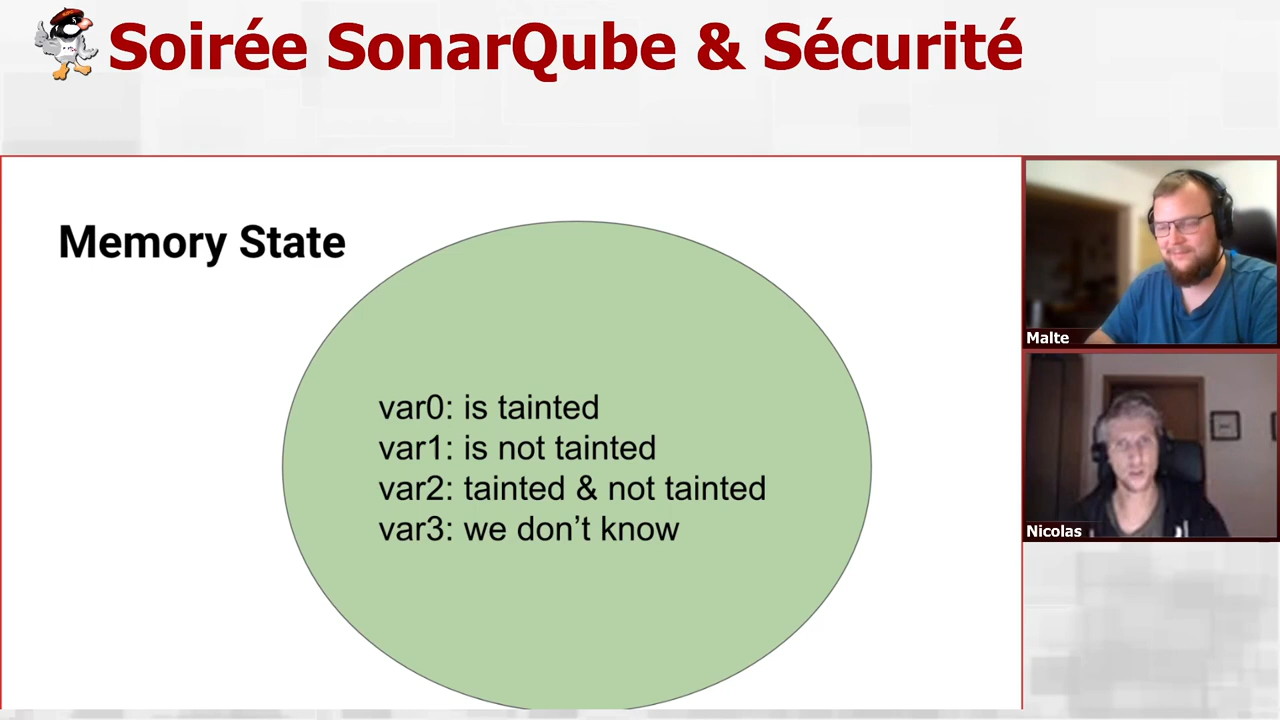 Soirée SonarQube & Sécurité
Memory State
var0: is tainted
var1: is not tainted
var2: tainted & not tainted
var3: we don’t know
Malte
Nicolas